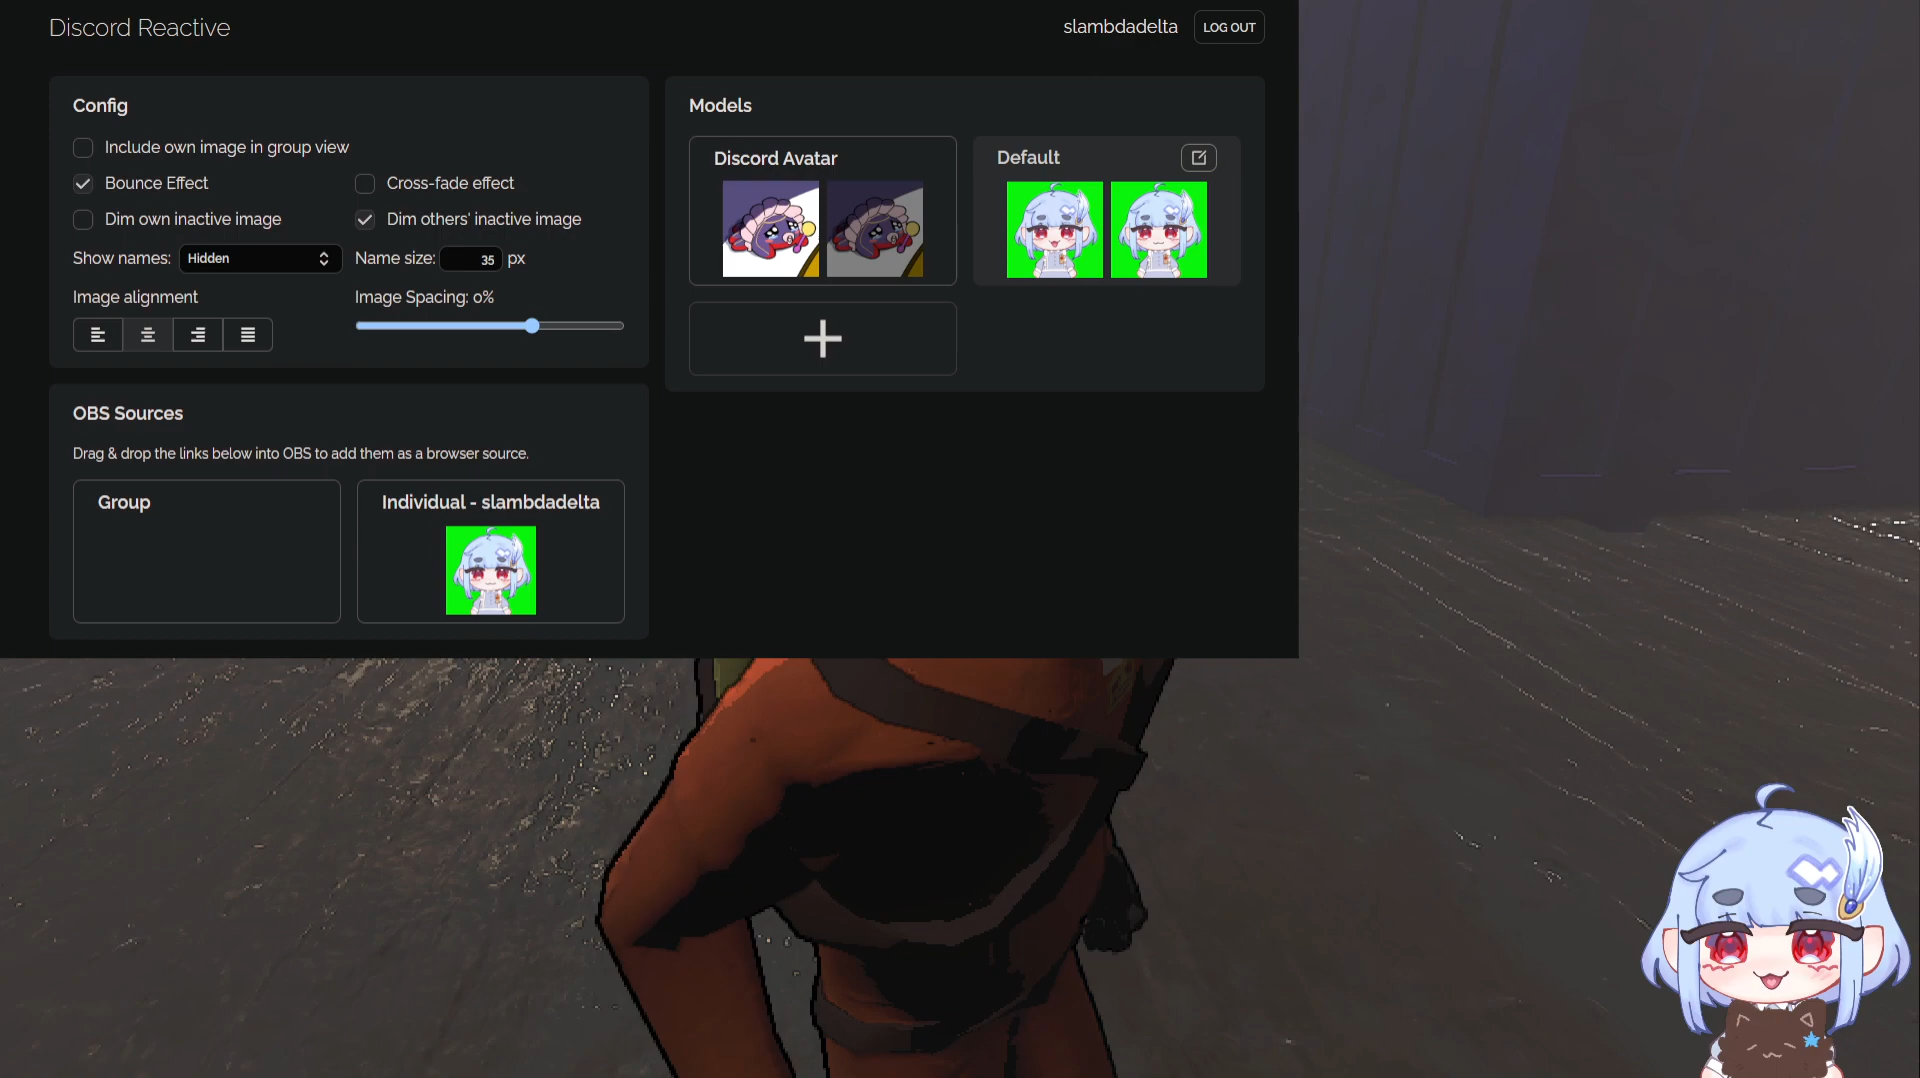 Discord Reactive
slambdadelta
LOG OUT
Config
Include own image in group view
Bounce Effect
Cross-fade effect
Dim own inactive image
Dim others' inactive image
Show names:
Hidden
Name size:
35
px
Image alignment
Image Spacing: 0%
OBS Sources
Drag & drop the links below into OBS to add them as a browser source.
Group
Individual - slambdadelta
Models
Discord Avatar
Default